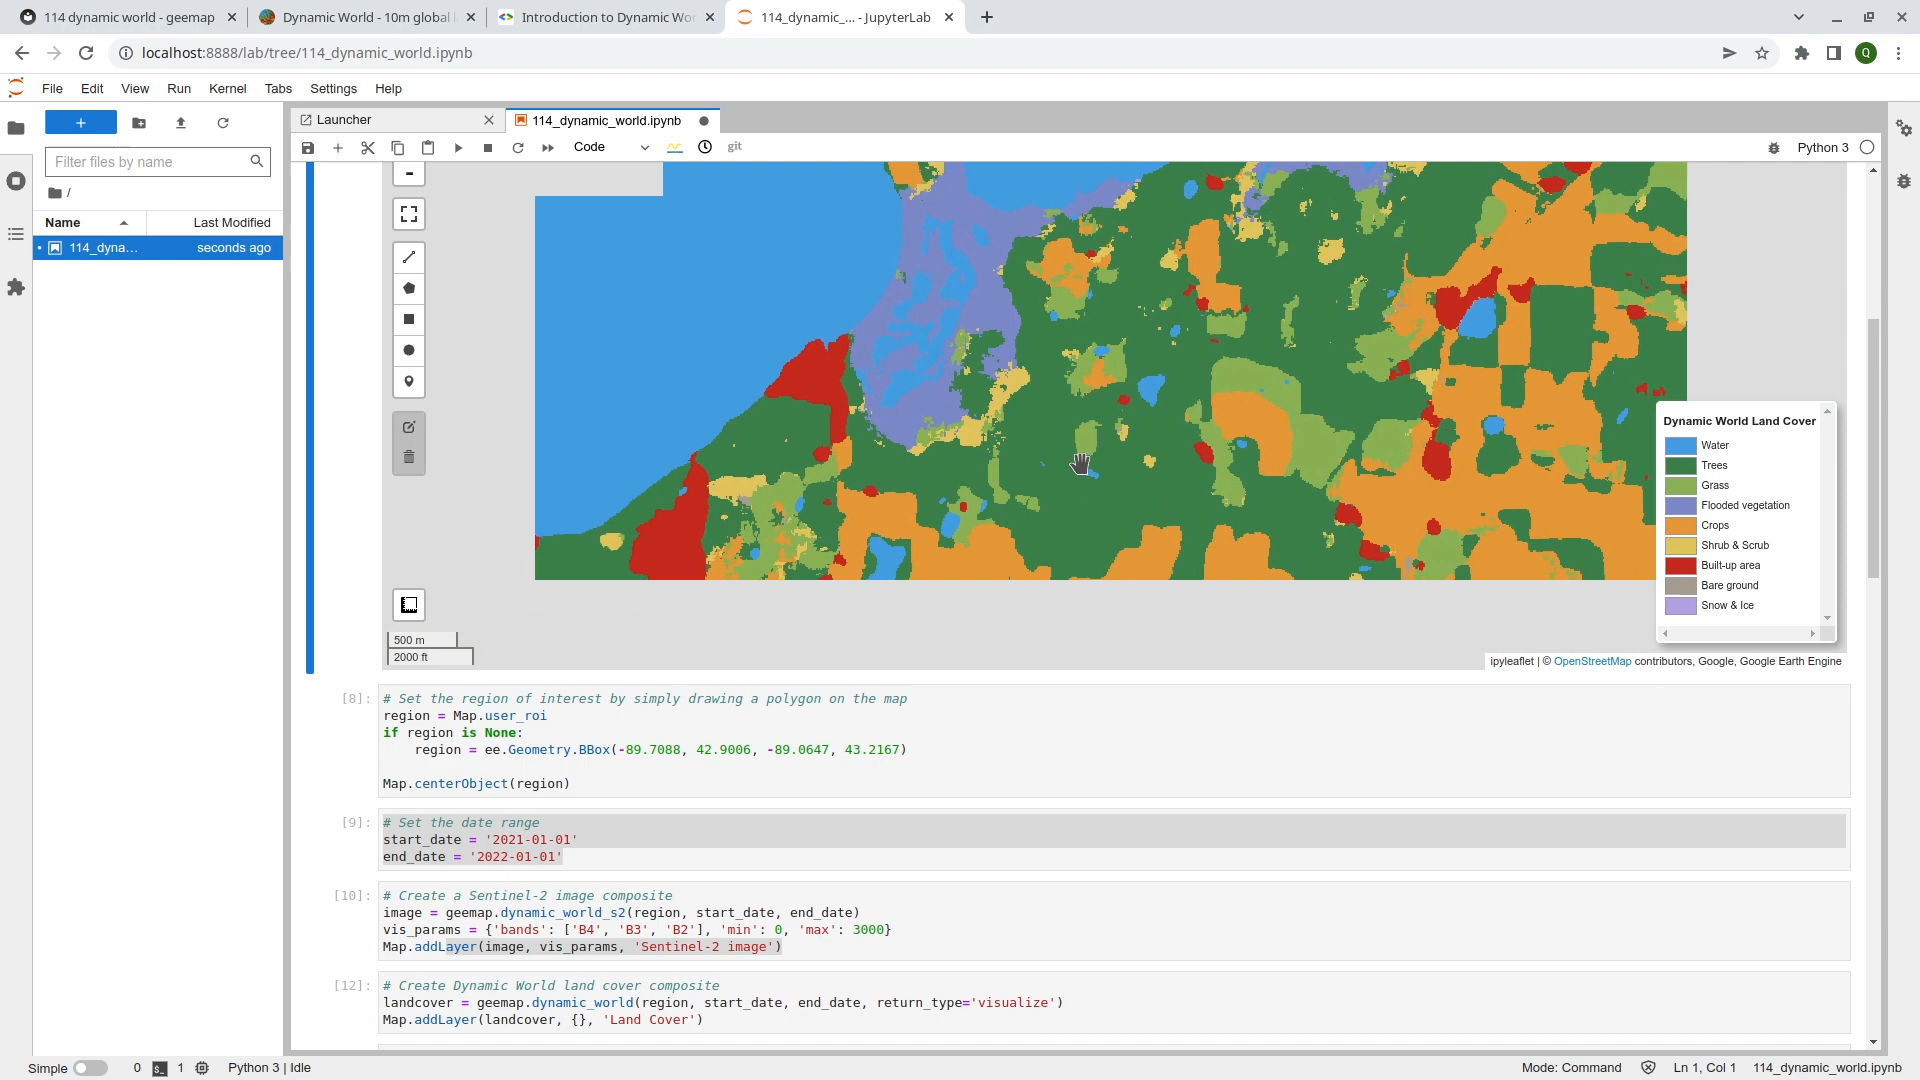 114 dynamic world - geemap
Dynamic World - 10m global l
Introduction to Dynamic Wor
114_dynamic_... - JupyterLab
localhost:8888/lab/tree/114_dynamic_world.ipynb
Q
File Edit View Run Kernel Tabs Settings Help
Launcher
114_dynamic_world.ipynb
Code
git
Python 3
Filter files by name
/
Name
Last Modified
114_dyna...
seconds ago
500 m
2000 ft
Dynamic World Land Cover
Water
Trees
Grass
Flooded vegetation
Crops
Shrub & Scrub
Built-up area
Bare ground
Snow & Ice
ipyleaflet | © OpenStreetMap contributors, Google, Google Earth Engine
[8]:
# Set the region of interest by simply drawing a polygon on the map
region = Map.user_roi
if region is None:
    region = ee.Geometry.BBox(-89.7088, 42.9006, -89.0647, 43.2167)
Map.centerObject(region)
[9]:
# Set the date range
start_date = '2021-01-01'
end_date = '2022-01-01'
[10]:
# Create a Sentinel-2 image composite
image = geemap.dynamic_world_s2(region, start_date, end_date)
vis_params = {'bands': ['B4', 'B3', 'B2'], 'min': 0, 'max': 3000}
Map.addLayer(image, vis_params, 'Sentinel-2 image')
[12]:
# Create Dynamic World land cover composite
landcover = geemap.dynamic_world(region, start_date, end_date, return_type='visualize')
Map.addLayer(landcover, {}, 'Land Cover')
Simple
0
1
Python 3 | Idle
Mode: Command
Ln 1, Col 1
114_dynamic_world.ipynb